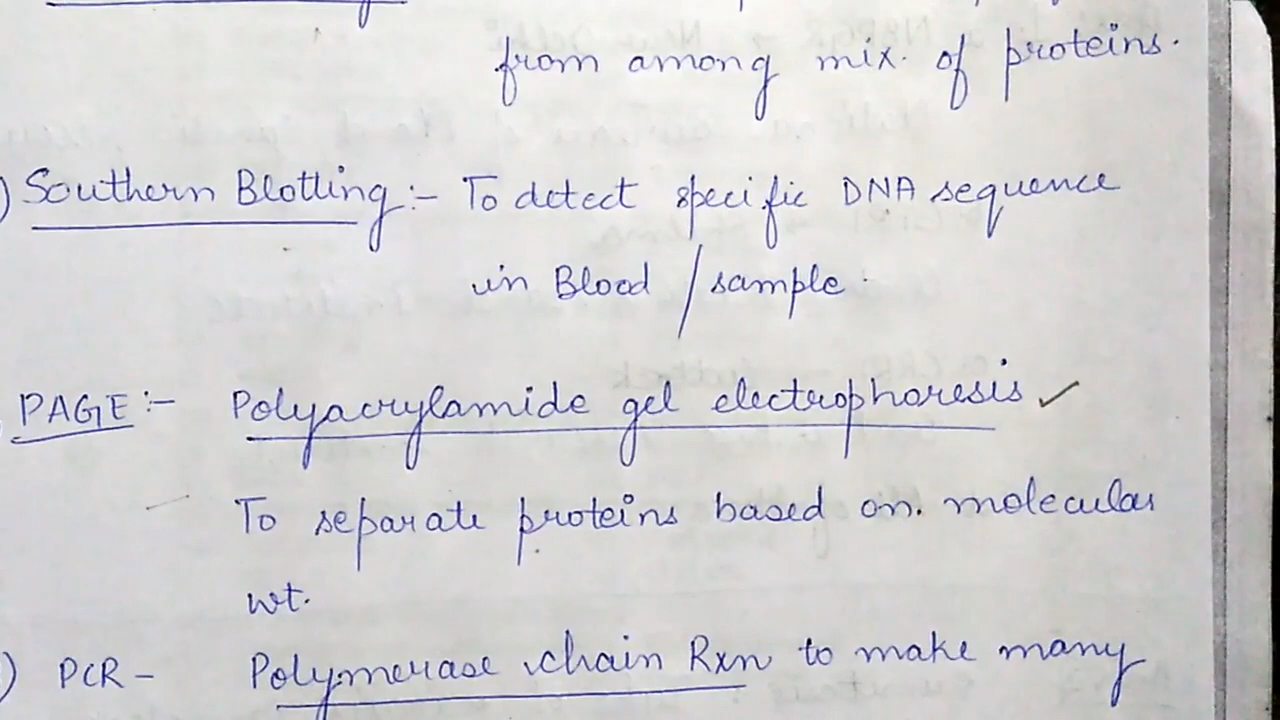 from among mix. of proteins.
) Southern Blotting:- To detect specific DNA sequence
in Blood / sample.
PAGE:- Polyacrylamide gel electrophoresis ✓
To separate proteins based on. molecular
wt.
) PCR - Polymerase chain Rxn to make many